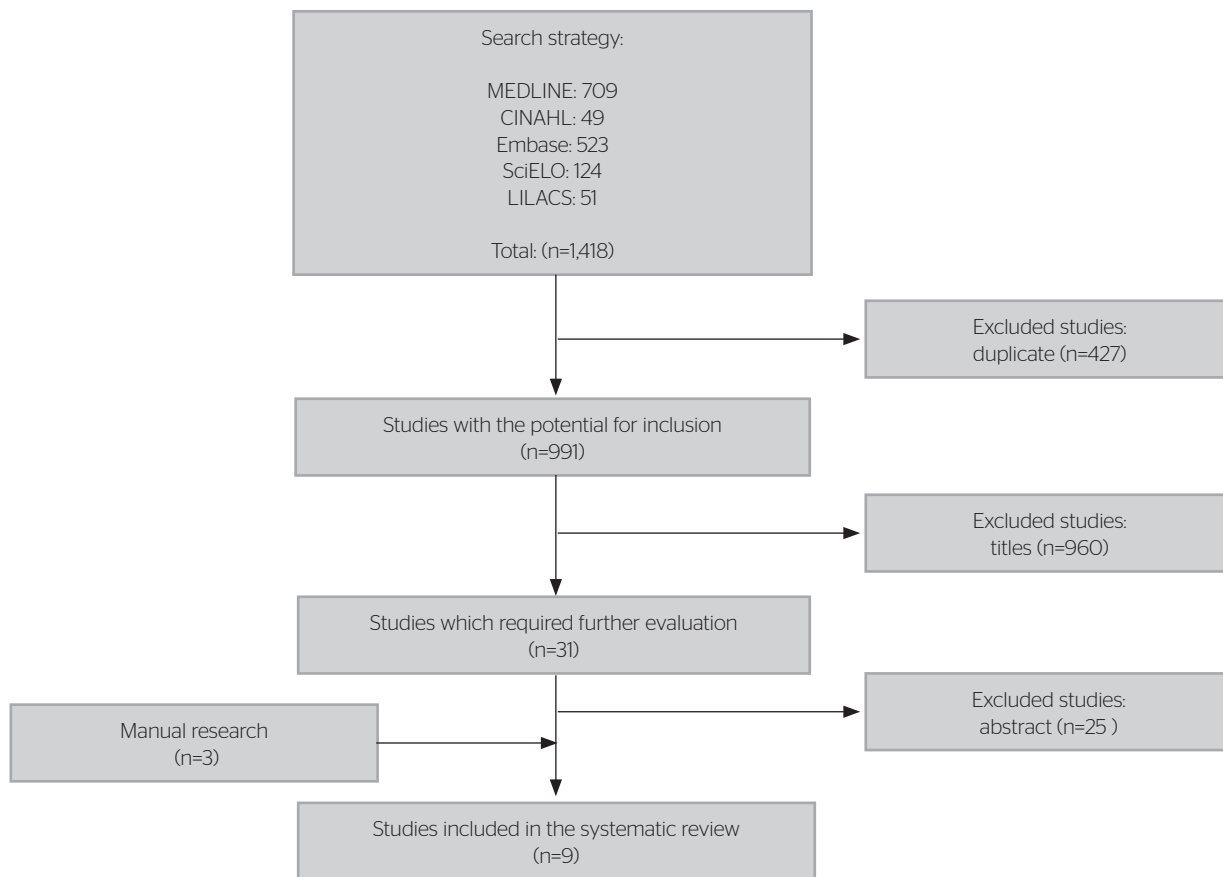 Search strategy:
MEDLINE: 709
CINAHL: 49
Embase: 523
SciELO: 124
LILACS: 51
Total: (n=1,418)
Excluded studies:
duplicate (n=427)
Studies with the potential for inclusion
(n=991)
Excluded studies:
titles (n=960)
Studies which required further evaluation
(n=31)
Excluded studies:
abstract (n=25 )
Manual research
(n=3)
Studies included in the systematic review
(n=9)